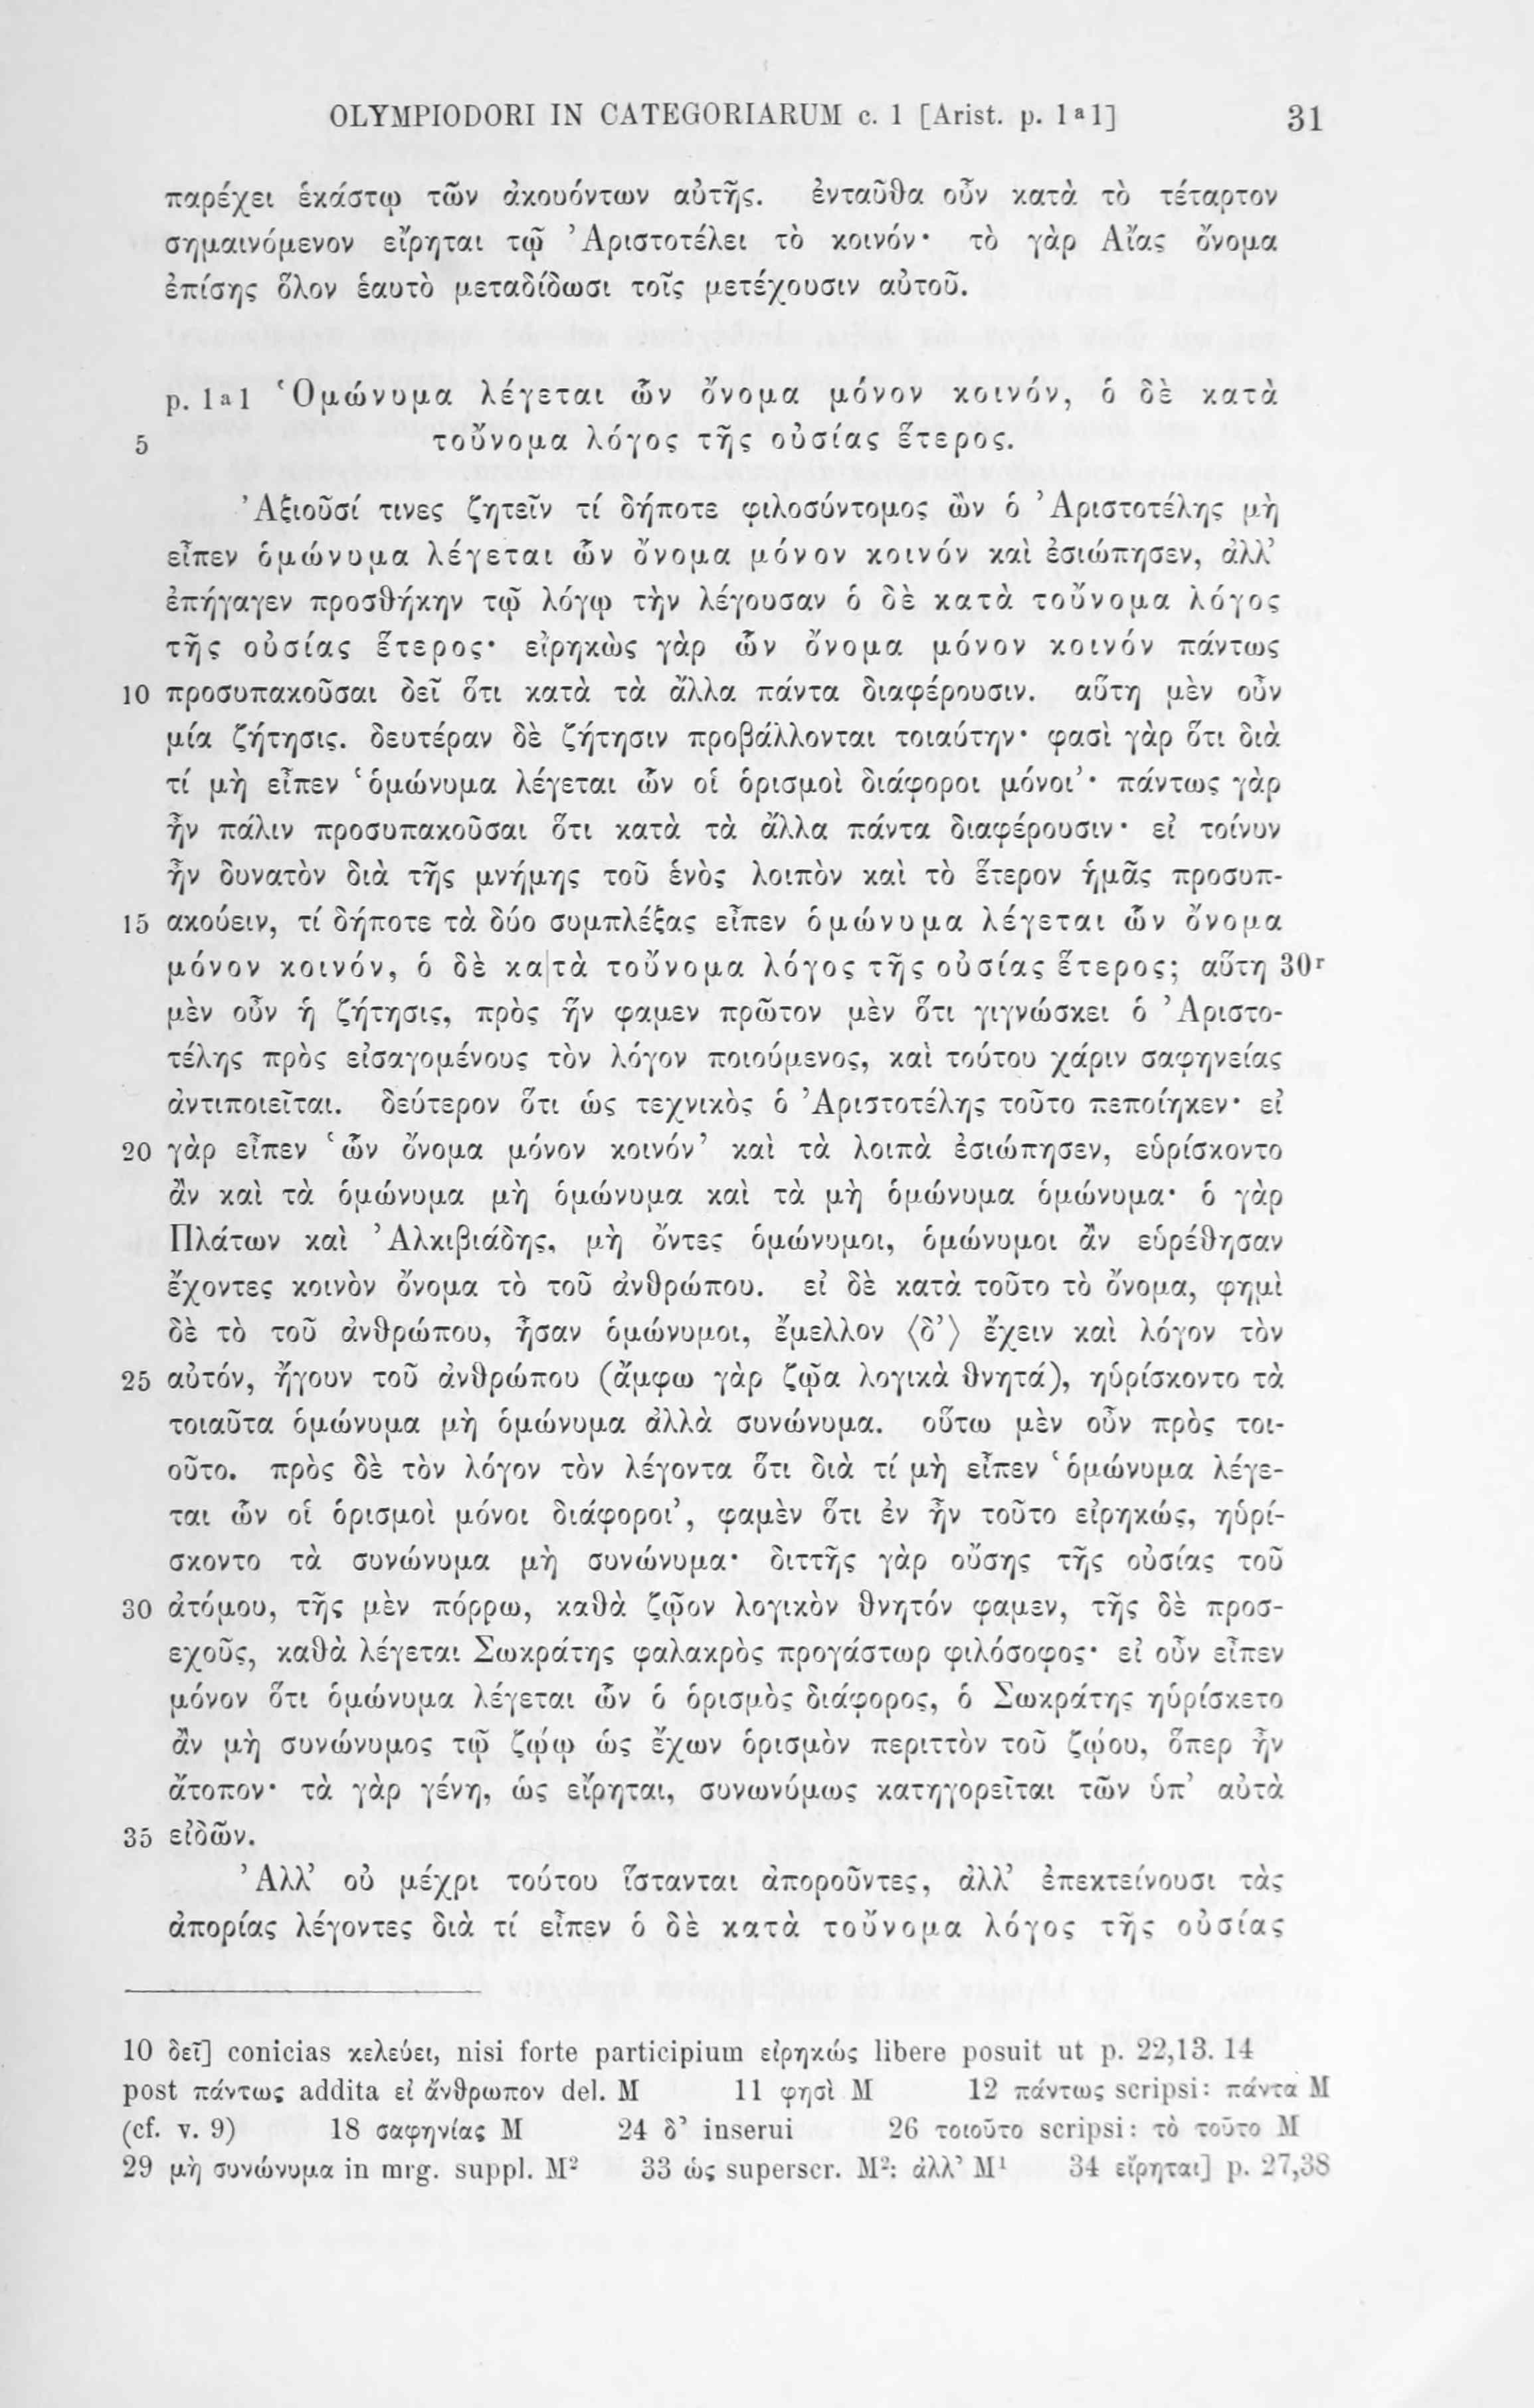 OLYMPIODORI IN CATEGORIARUM c. 1 [Arist. p. 1ª1] 31
παρέχει ἑκάστῳ τῶν ἀκουόντων αὐτῆς. ἐνταῦθα οὖν κατὰ τὸ τέταρτον
σημαινόμενον εἴρηται τῷ Ἀριστοτέλει τὸ κοινόν· τὸ γὰρ Αἴας ὄνομα
ἐπίσης ὅλον ἑαυτὸ μεταδίδωσι τοῖς μετέχουσιν αὐτοῦ.
p. 1ª1 Ὁμώνυμα λέγεται ὧν ὄνομα μόνον κοινόν, ὁ δὲ κατὰ
5 τοὔνομα λόγος τῆς οὐσίας ἕτερος.
Ἀξιοῦσί τινες ζητεῖν τί δήποτε φιλοσύντομος ὢν ὁ Ἀριστοτέλης μὴ
εἶπεν ὁμώνυμα λέγεται ὧν ὄνομα μόνον κοινόν καὶ ἐσιώπησεν, ἀλλ’
ἐπήγαγεν προσθήκην τῷ λόγῳ τὴν λέγουσαν ὁ δὲ κατὰ τοὔνομα λόγος
τῆς οὐσίας ἕτερος· εἰρηκὼς γὰρ ὧν ὄνομα μόνον κοινόν πάντως
10 προσυπακοῦσαι δεῖ ὅτι κατὰ τὰ ἄλλα πάντα διαφέρουσιν. αὕτη μὲν οὖν
μία ζήτησις. δευτέραν δὲ ζήτησιν προβάλλονται τοιαύτην· φασὶ γὰρ ὅτι διὰ
τί μὴ εἶπεν ‘ὁμώνυμα λέγεται ὧν οἱ ὁρισμοὶ διάφοροι μόνοι’· πάντως γὰρ
ἦν πάλιν προσυπακοῦσαι ὅτι κατὰ τὰ ἄλλα πάντα διαφέρουσιν· εἰ τοίνυν
ἦν δυνατὸν διὰ τῆς μνήμης τοῦ ἑνὸς λοιπὸν καὶ τὸ ἕτερον ἡμᾶς προσυπ-
15 ακούειν, τί δήποτε τὰ δύο συμπλέξας εἶπεν ὁμώνυμα λέγεται ὧν ὄνομα
μόνον κοινόν, ὁ δὲ κα|τὰ τοὔνομα λόγος τῆς οὐσίας ἕτερος; αὕτη 30ʳ
μὲν οὖν ἡ ζήτησις, πρὸς ἥν φαμεν πρῶτον μὲν ὅτι γιγνώσκει ὁ Ἀριστο-
τέλης πρὸς εἰσαγομένους τὸν λόγον ποιούμενος, καὶ τούτου χάριν σαφηνείας
ἀντιποιεῖται. δεύτερον ὅτι ὡς τεχνικὸς ὁ Ἀριστοτέλης τοῦτο πεποίηκεν· εἰ
20 γὰρ εἶπεν ‘ὧν ὄνομα μόνον κοινόν’ καὶ τὰ λοιπὰ ἐσιώπησεν, εὑρίσκοντο
ἂν καὶ τὰ ὁμώνυμα μὴ ὁμώνυμα καὶ τὰ μὴ ὁμώνυμα ὁμώνυμα· ὁ γὰρ
Πλάτων καὶ Ἀλκιβιάδης, μὴ ὄντες ὁμώνυμοι, ὁμώνυμοι ἂν εὑρέθησαν
ἔχοντες κοινὸν ὄνομα τὸ τοῦ ἀνθρώπου. εἰ δὲ κατὰ τοῦτο τὸ ὄνομα, φημὶ
δὲ τὸ τοῦ ἀνθρώπου, ἦσαν ὁμώνυμοι, ἔμελλον ⟨δ’⟩ ἔχειν καὶ λόγον τὸν
25 αὐτόν, ἤγουν τοῦ ἀνθρώπου (ἄμφω γὰρ ζῷα λογικὰ θνητά), ηὑρίσκοντο τὰ
τοιαῦτα ὁμώνυμα μὴ ὁμώνυμα ἀλλὰ συνώνυμα. οὕτω μὲν οὖν πρὸς τοι-
οῦτο. πρὸς δὲ τὸν λόγον τὸν λέγοντα ὅτι διὰ τί μὴ εἶπεν ‘ὁμώνυμα λέγε-
ται ὧν οἱ ὁρισμοὶ μόνοι διάφοροι’, φαμὲν ὅτι ἐν ἦν τοῦτο εἰρηκώς, ηὑρί-
σκοντο τὰ συνώνυμα μὴ συνώνυμα· διττῆς γὰρ οὔσης τῆς οὐσίας τοῦ
30 ἀτόμου, τῆς μὲν πόρρω, καθὰ ζῷον λογικὸν θνητόν φαμεν, τῆς δὲ προσ-
εχοῦς, καθὰ λέγεται Σωκράτης φαλακρὸς προγάστωρ φιλόσοφος· εἰ οὖν εἶπεν
μόνον ὅτι ὁμώνυμα λέγεται ὧν ὁ ὁρισμὸς διάφορος, ὁ Σωκράτης ηὑρίσκετο
ἂν μὴ συνώνυμος τῷ ζῴῳ ὡς ἔχων ὁρισμὸν περιττὸν τοῦ ζῴου, ὅπερ ἦν
ἄτοπον· τὰ γὰρ γένη, ὡς εἴρηται, συνωνύμως κατηγορεῖται τῶν ὑπ’ αὐτὰ
35 εἰδῶν.
Ἀλλ’ οὐ μέχρι τούτου ἵστανται ἀποροῦντες, ἀλλ’ ἐπεκτείνουσι τὰς
ἀπορίας λέγοντες διὰ τί εἶπεν ὁ δὲ κατὰ τοὔνομα λόγος τῆς οὐσίας
10 δεῖ] conicias κελεύει, nisi forte participium εἰρηκώς libere posuit ut p. 22,13. 14
post πάντως addita εἰ ἄνθρωπον del. M 11 φησὶ M 12 πάντως scripsi: πάντα M
(cf. v. 9) 18 σαφηνίας M 24 δ’ inserui 26 τοιοῦτο scripsi: τὸ τοῦτο M
29 μὴ συνώνυμα in mrg. suppl. M² 33 ὡς superscr. M²: ἀλλ’ M¹ 34 εἴρηται] p. 27,38